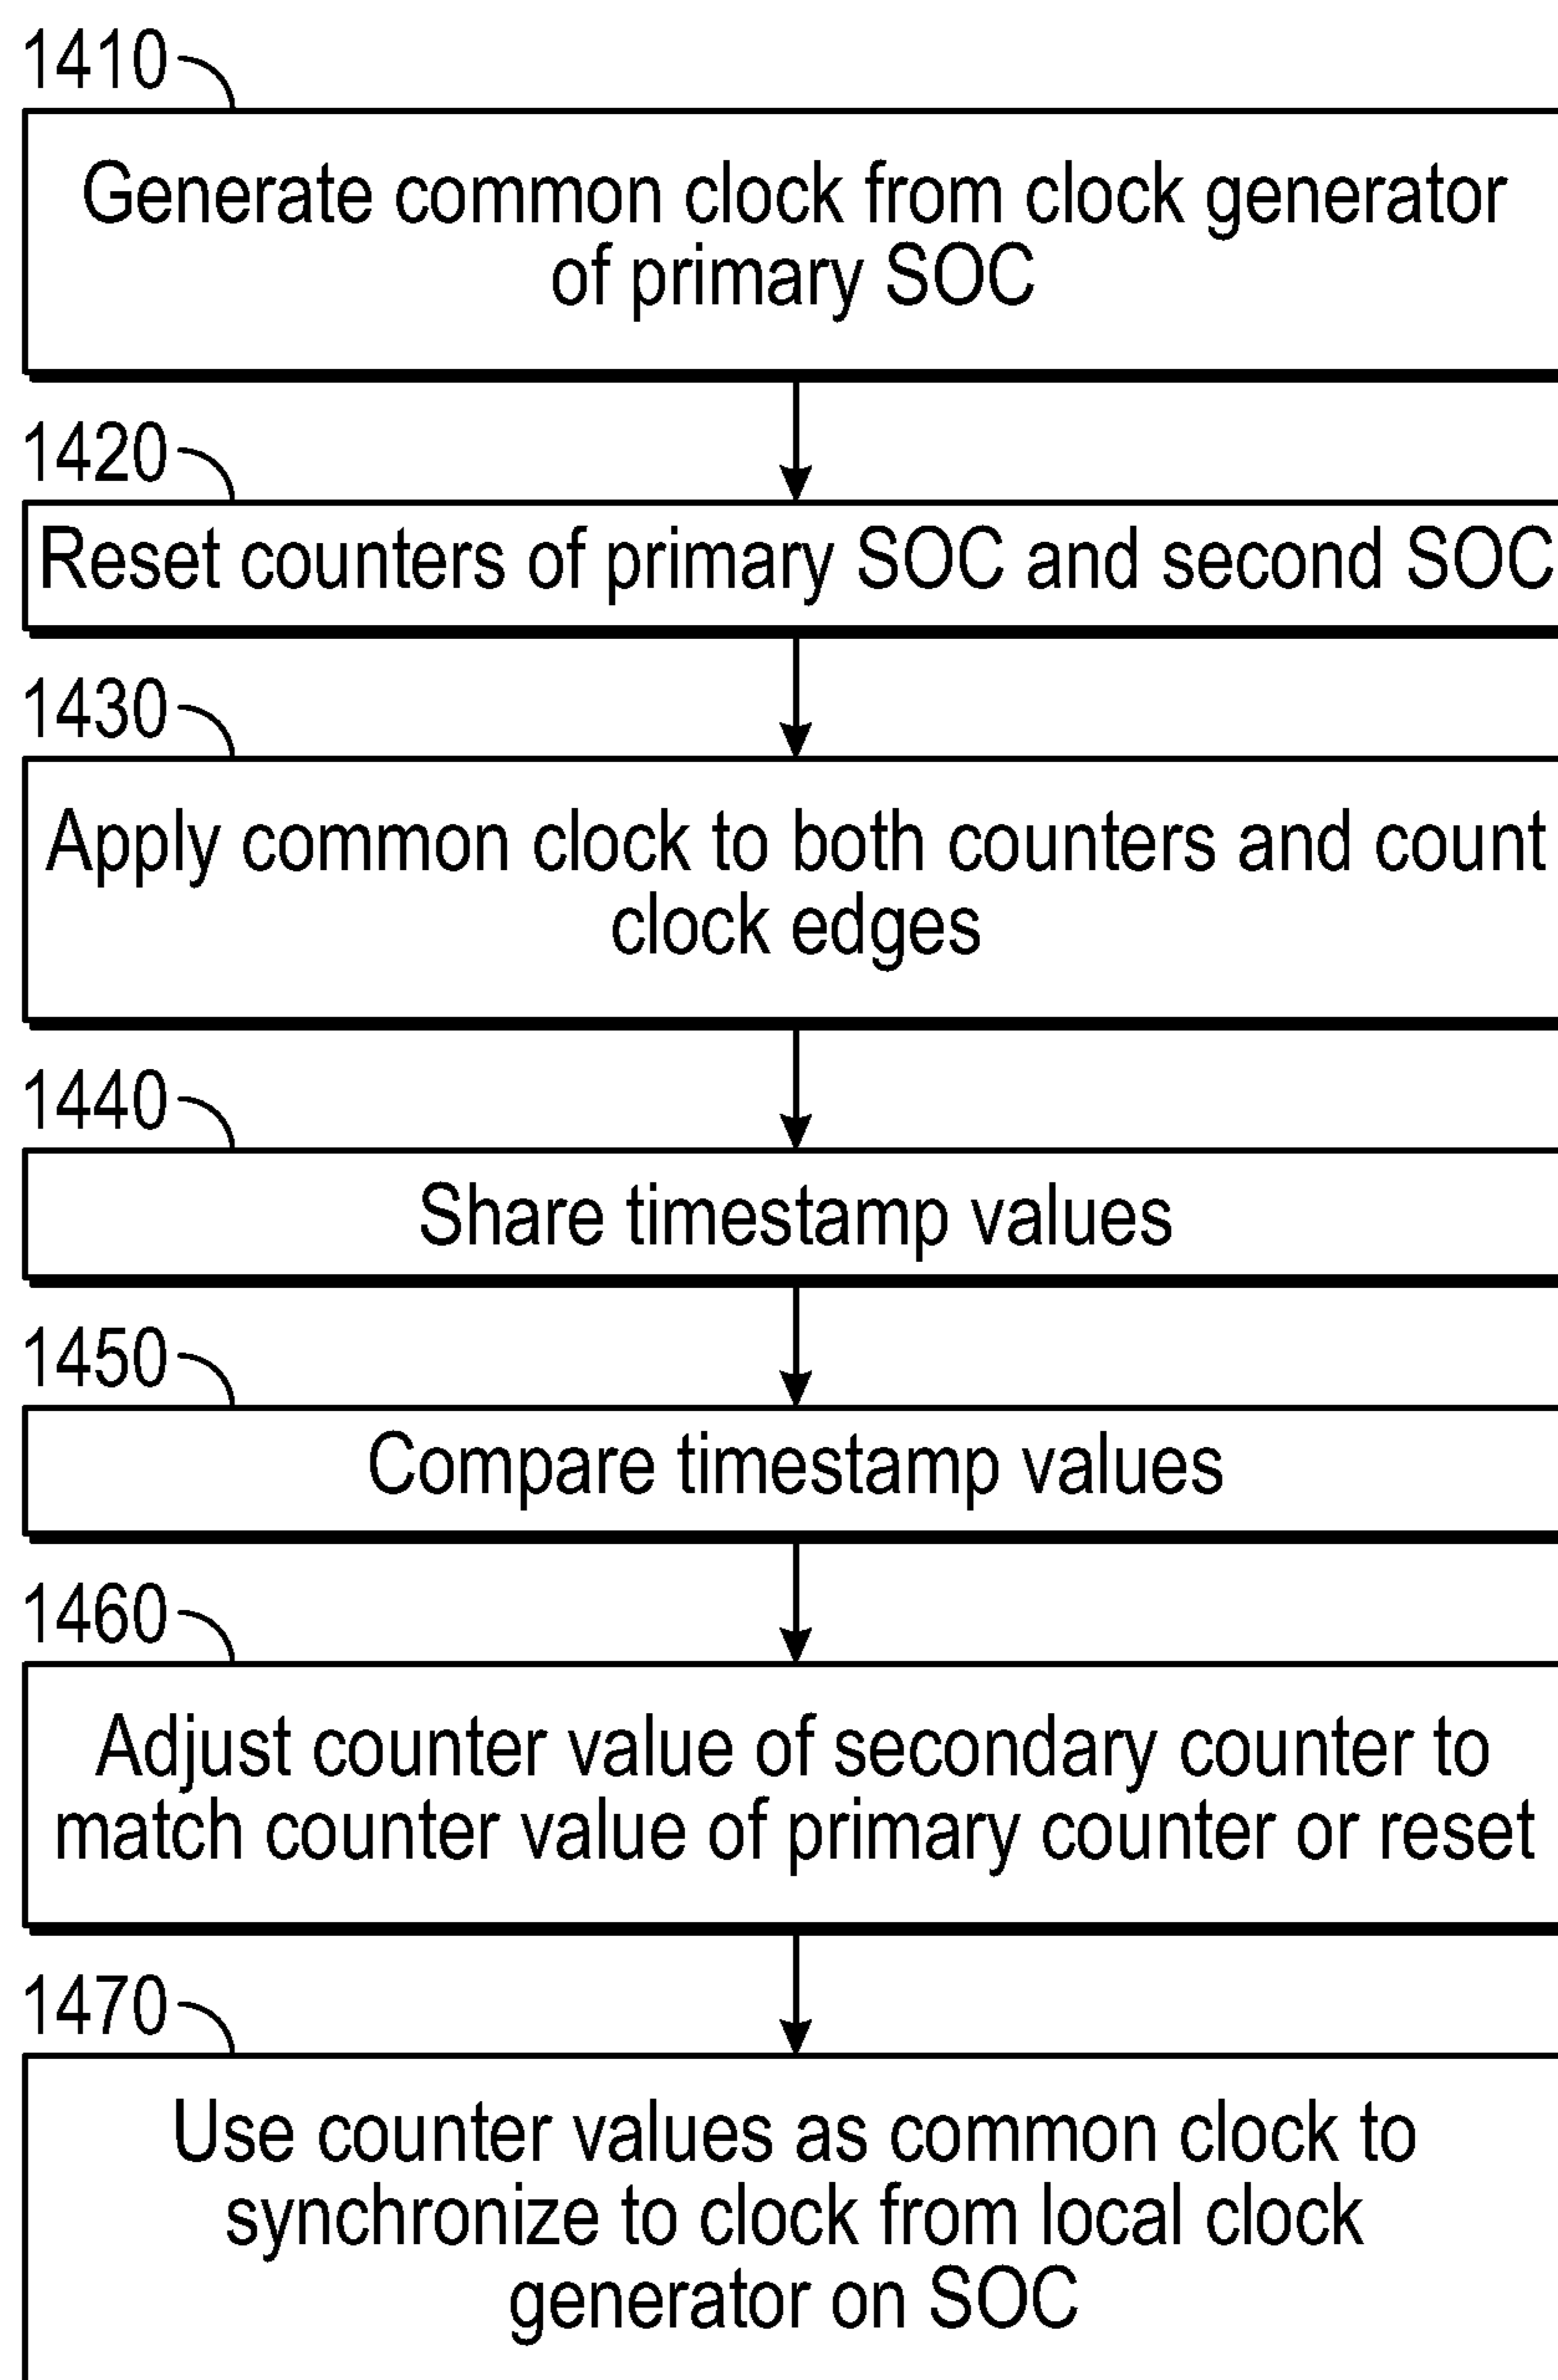 1410
Generate common clock from clock generator
of primary SOC
1420
Reset counters of primary SOC and second SOC
1430
Apply common clock to both counters and count
clock edges
1440
Share timestamp values
1450
Compare timestamp values
1460
Adjust counter value of secondary counter to
match counter value of primary counter or reset
1470
Use counter values as common clock to
synchronize to clock from local clock
generator on SOC